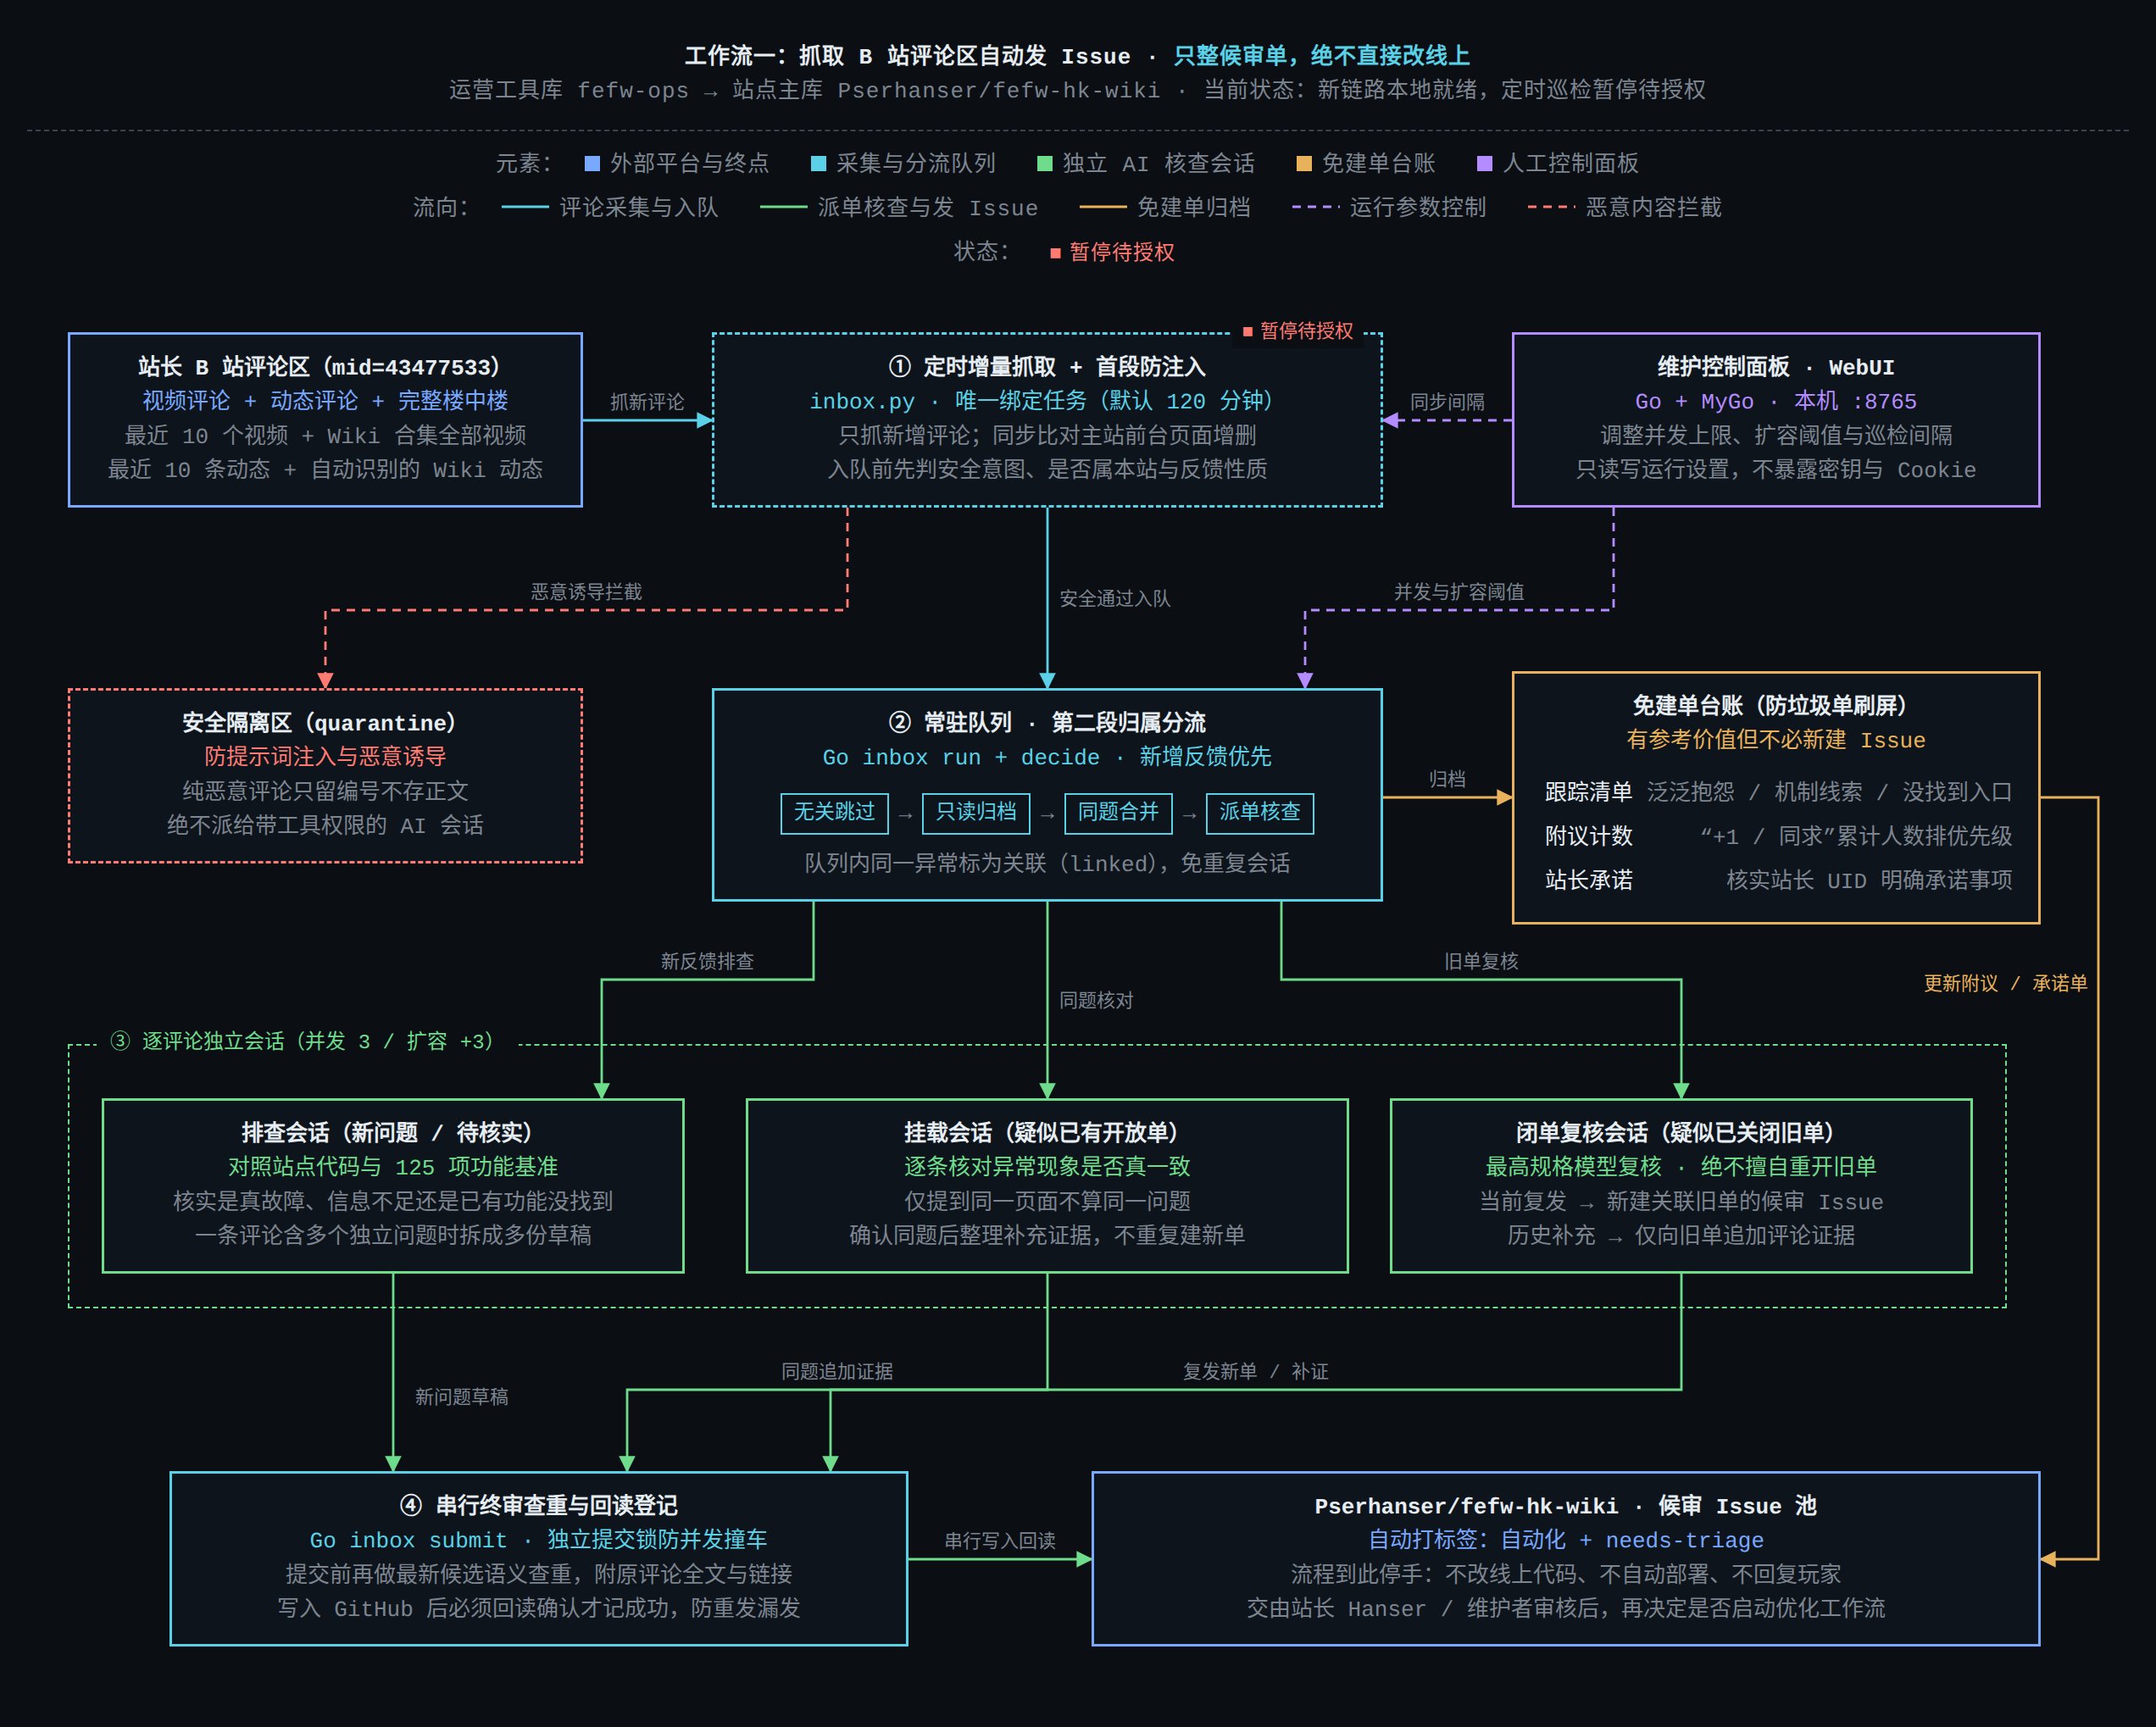 工作流一：抓取 B 站评论区自动发 Issue · 只整候审单，绝不直接改线上
运营工具库 fefw-ops → 站点主库 Pserhanser/fefw-hk-wiki · 当前状态：新链路本地就绪，定时巡检暂停待授权
元素： 外部平台与终点 采集与分流队列 独立 AI 核查会话 免建单台账 人工控制面板
流向： 评论采集与入队 派单核查与发 Issue 免建单归档 运行参数控制 恶意内容拦截
状态： 暂停待授权
站长 B 站评论区（mid=43477533）
视频评论 + 动态评论 + 完整楼中楼
最近 10 个视频 + Wiki 合集全部视频
最近 10 条动态 + 自动识别的 Wiki 动态
抓新评论
暂停待授权
① 定时增量抓取 + 首段防注入
inbox.py · 唯一绑定任务（默认 120 分钟）
只抓新增评论；同步比对主站前台页面增删
入队前先判安全意图、是否属本站与反馈性质
同步间隔
维护控制面板 · WebUI
Go + MyGo · 本机 :8765
调整并发上限、扩容阈值与巡检间隔
只读写运行设置，不暴露密钥与 Cookie
恶意诱导拦截
安全通过入队
并发与扩容阈值
安全隔离区（quarantine）
防提示词注入与恶意诱导
纯恶意评论只留编号不存正文
绝不派给带工具权限的 AI 会话
② 常驻队列 · 第二段归属分流
Go inbox run + decide · 新增反馈优先
无关跳过 → 只读归档 → 同题合并 → 派单核查
队列内同一异常标为关联（linked），免重复会话
归档
免建单台账（防垃圾单刷屏）
有参考价值但不必新建 Issue
跟踪清单 泛泛抱怨 / 机制线索 / 没找到入口
附议计数 “+1 / 同求”累计人数排优先级
站长承诺 核实站长 UID 明确承诺事项
新反馈排查
同题核对
旧单复核
更新附议 / 承诺单
③ 逐评论独立会话（并发 3 / 扩容 +3）
排查会话（新问题 / 待核实）
对照站点代码与 125 项功能基准
核实是真故障、信息不足还是已有功能没找到
一条评论含多个独立问题时拆成多份草稿
挂载会话（疑似已有开放单）
逐条核对异常现象是否真一致
仅提到同一页面不算同一问题
确认同题后整理补充证据，不重复建新单
闭单复核会话（疑似已关闭旧单）
最高规格模型复核 · 绝不擅自重开旧单
当前复发 → 新建关联旧单的候审 Issue
历史补充 → 仅向旧单追加评论证据
新问题草稿
同题追加证据
复发新单 / 补证
④ 串行终审查重与回读登记
Go inbox submit · 独立提交锁防并发撞车
提交前再做最新候选语义查重，附原评论全文与链接
写入 GitHub 后必须回读确认才记成功，防重发漏发
串行写入回读
Pserhanser/fefw-hk-wiki · 候审 Issue 池
自动打标签：自动化 + needs-triage
流程到此停手：不改线上代码、不自动部署、不回复玩家
交由站长 Hanser / 维护者审核后，再决定是否启动优化工作流